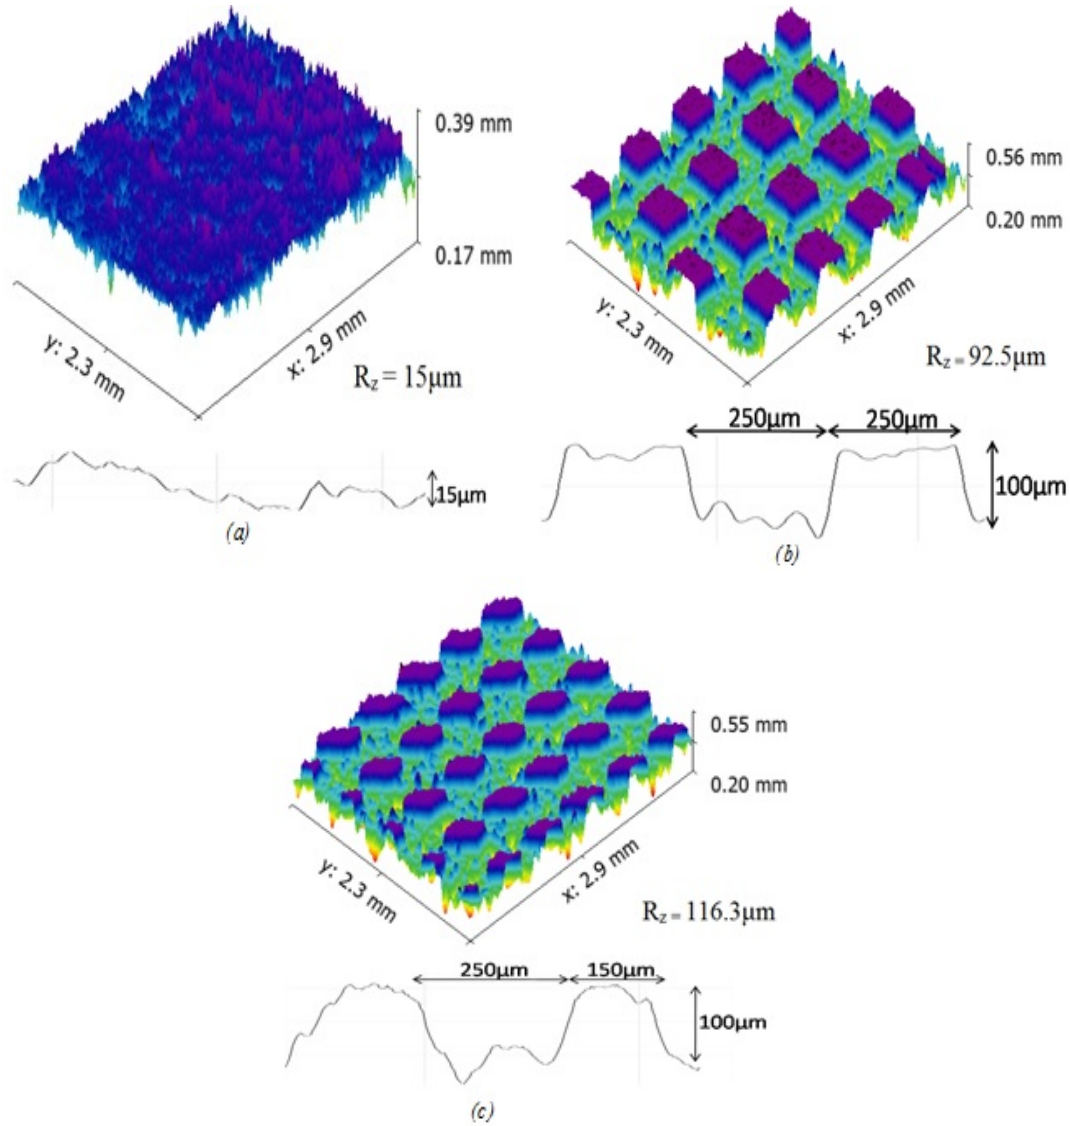 0.39 mm
0.17 mm
y: 2.3 mm
x: 2.9 mm
Rz = 15µm
15µm
(a)
0.56 mm
0.20 mm
y: 2.3 mm
x: 2.9 mm
Rz = 92.5µm
250µm
250µm
100µm
(b)
0.55 mm
0.20 mm
y: 2.3 mm
x: 2.9 mm
Rz = 116.3µm
250µm
150µm
100µm
(c)